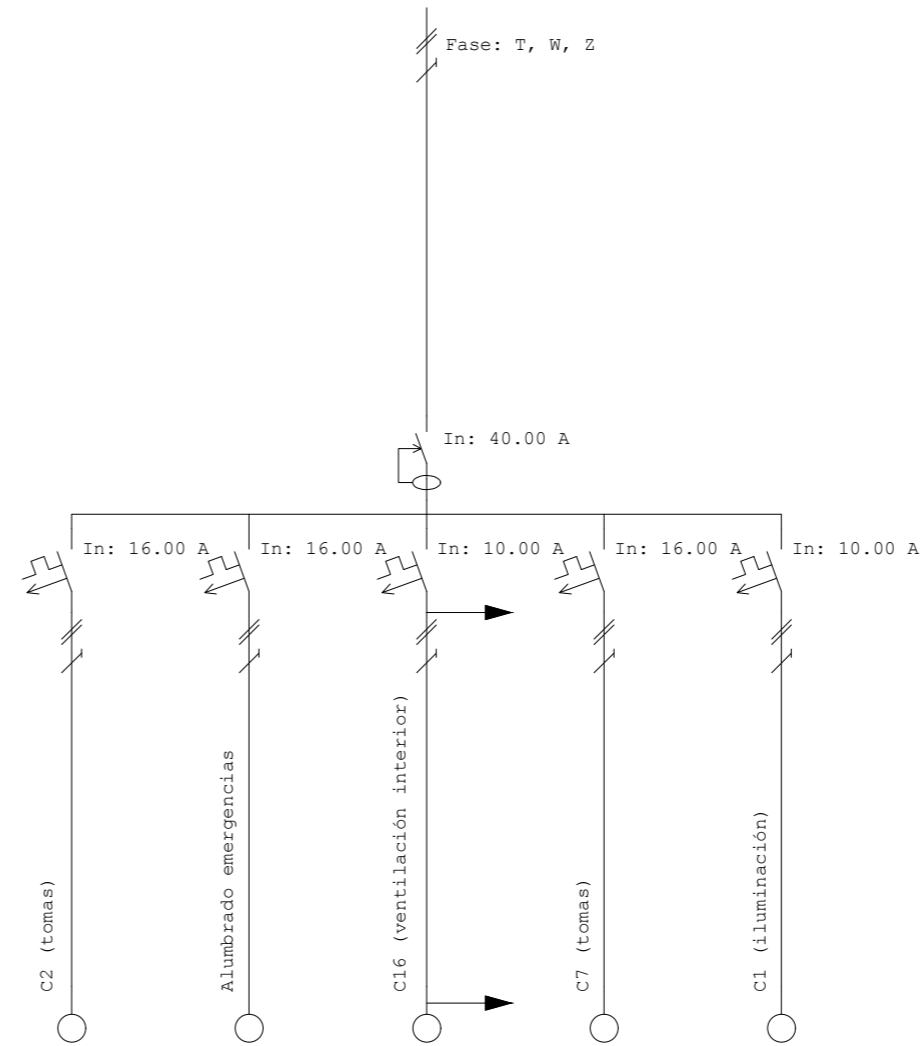 Fase: T, W, Z
In: 40.00 A
In: 16.00 A
In: 16.00 A
In: 10.00 A
In: 16.00 A
In: 10.00 A
C2 (tomas)
Alumbrado emergencias
C16 (ventilación interior)
C7 (tomas)
C1 (iluminación)